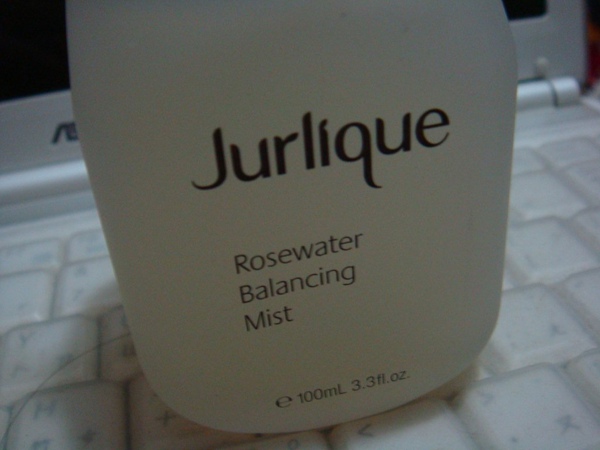 Jurlique
Rosewater
Balancing
Mist
℮ 100mL 3.3fl.oz.